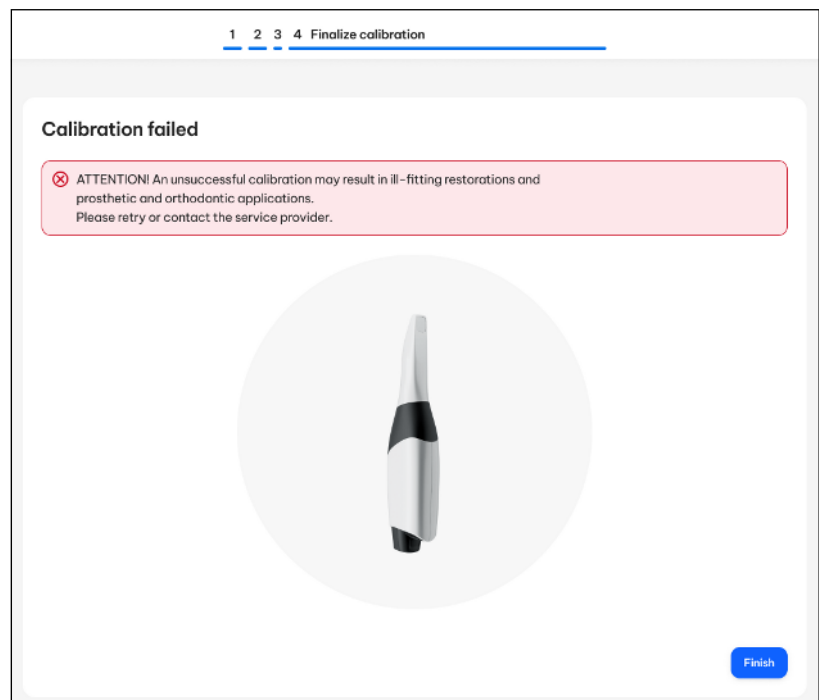 1 2 3 4 Finalize calibration
Calibration failed
ATTENTION! An unsuccessful calibration may result in ill-fitting restorations and
prosthetic and orthodontic applications.
Please retry or contact the service provider.
Finish